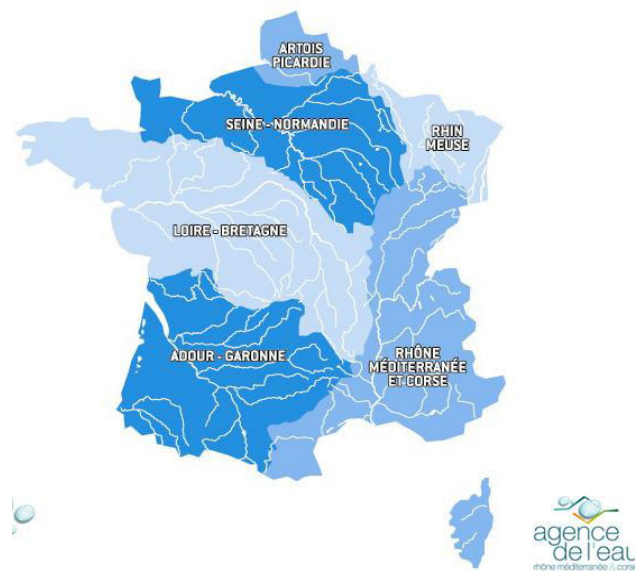 ARTOIS
PICARDIE
SEINE - NORMANDIE
RHIN
MEUSE
LOIRE - BRETAGNE
ADOUR - GARONNE
RHÔNE
MÉDITERRANÉE
ET CORSE
agence
de l'eau
rhône méditerranée & corse